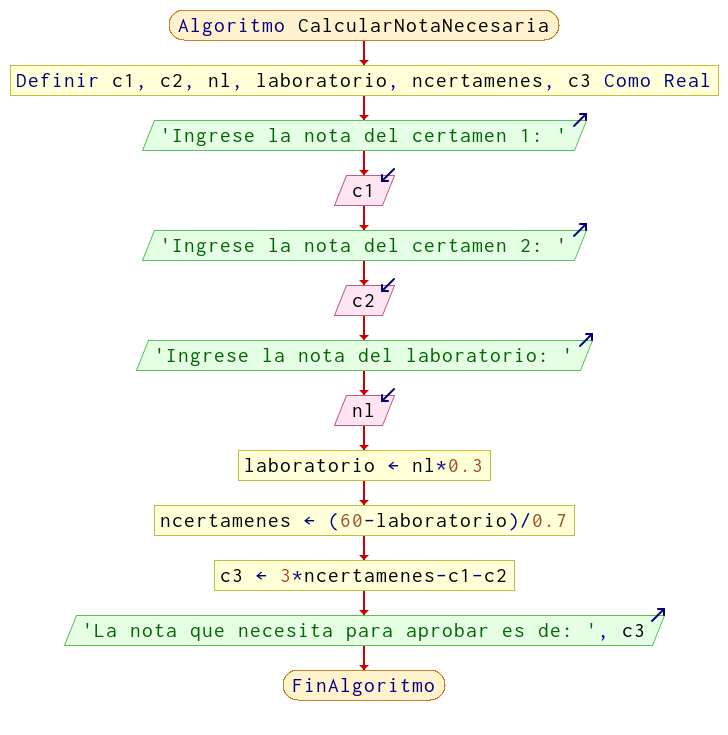 Algoritmo CalcularNotaNecesaria
Definir c1, c2, nl, laboratorio, ncertamenes, c3 Como Real
'Ingrese la nota del certamen 1: '
c1
'Ingrese la nota del certamen 2: '
c2
'Ingrese la nota del laboratorio: '
nl
laboratorio ← nl*0.3
ncertamenes ← (60-laboratorio)/0.7
c3 ← 3*ncertamenes-c1-c2
'La nota que necesita para aprobar es de: ', c3
FinAlgoritmo